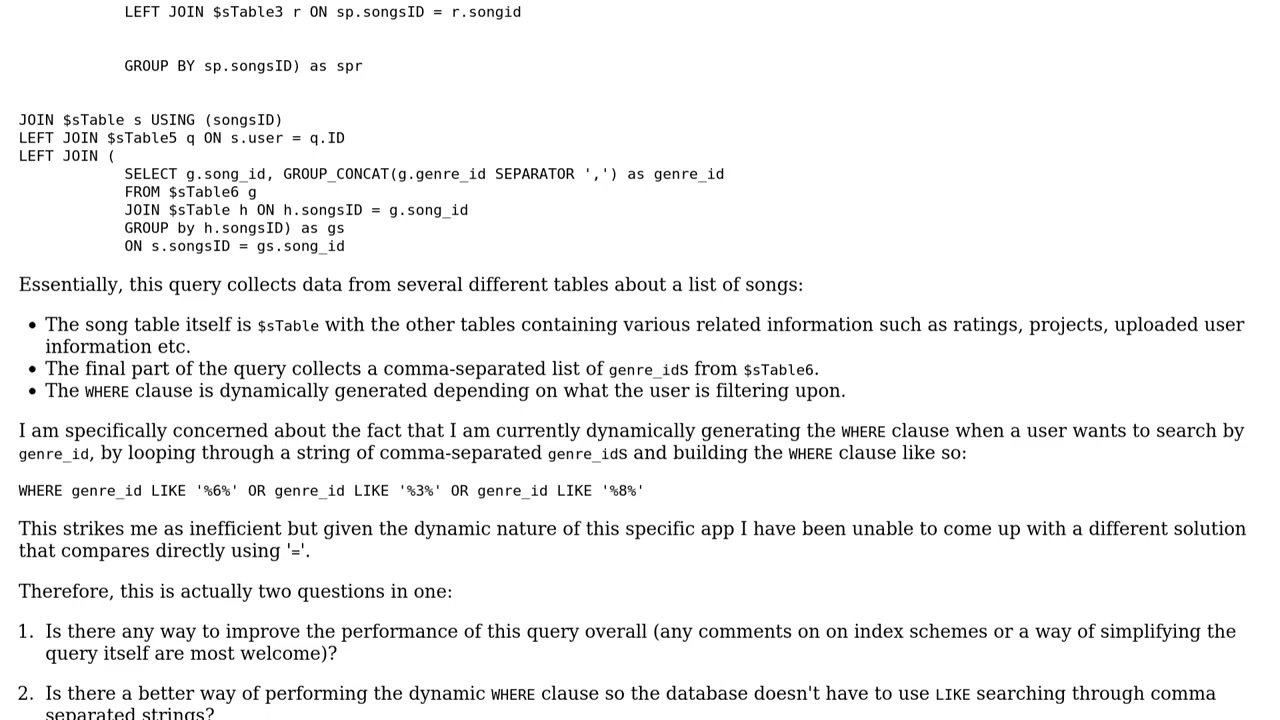 LEFT JOIN $sTable3 r ON sp.songsID = r.songid
GROUP BY sp.songsID) as spr
JOIN $sTable s USING (songsID)
LEFT JOIN $sTable5 q ON s.user = q.ID
LEFT JOIN (
SELECT g.song_id, GROUP_CONCAT(g.genre_id SEPARATOR ',') as genre_id
FROM $sTable6 g
JOIN $sTable h ON h.songsID = g.song_id
GROUP by h.songsID) as gs
ON s.songsID = gs.song_id
Essentially, this query collects data from several different tables about a list of songs:
• The song table itself is $sTable with the other tables containing various related information such as ratings, projects, uploaded user
information etc.
• The final part of the query collects a comma-separated list of genre_ids from $sTable6.
• The WHERE clause is dynamically generated depending on what the user is filtering upon.
I am specifically concerned about the fact that I am currently dynamically generating the WHERE clause when a user wants to search by
genre_id, by looping through a string of comma-separated genre_ids and building the WHERE clause like so:
WHERE genre_id LIKE '%6%' OR genre_id LIKE '%3%' OR genre_id LIKE '%8%'
This strikes me as inefficient but given the dynamic nature of this specific app I have been unable to come up with a different solution
that compares directly using '='.
Therefore, this is actually two questions in one:
1. Is there any way to improve the performance of this query overall (any comments on on index schemes or a way of simplifying the
query itself are most welcome)?
2. Is there a better way of performing the dynamic WHERE clause so the database doesn't have to use LIKE searching through comma
separated strings?